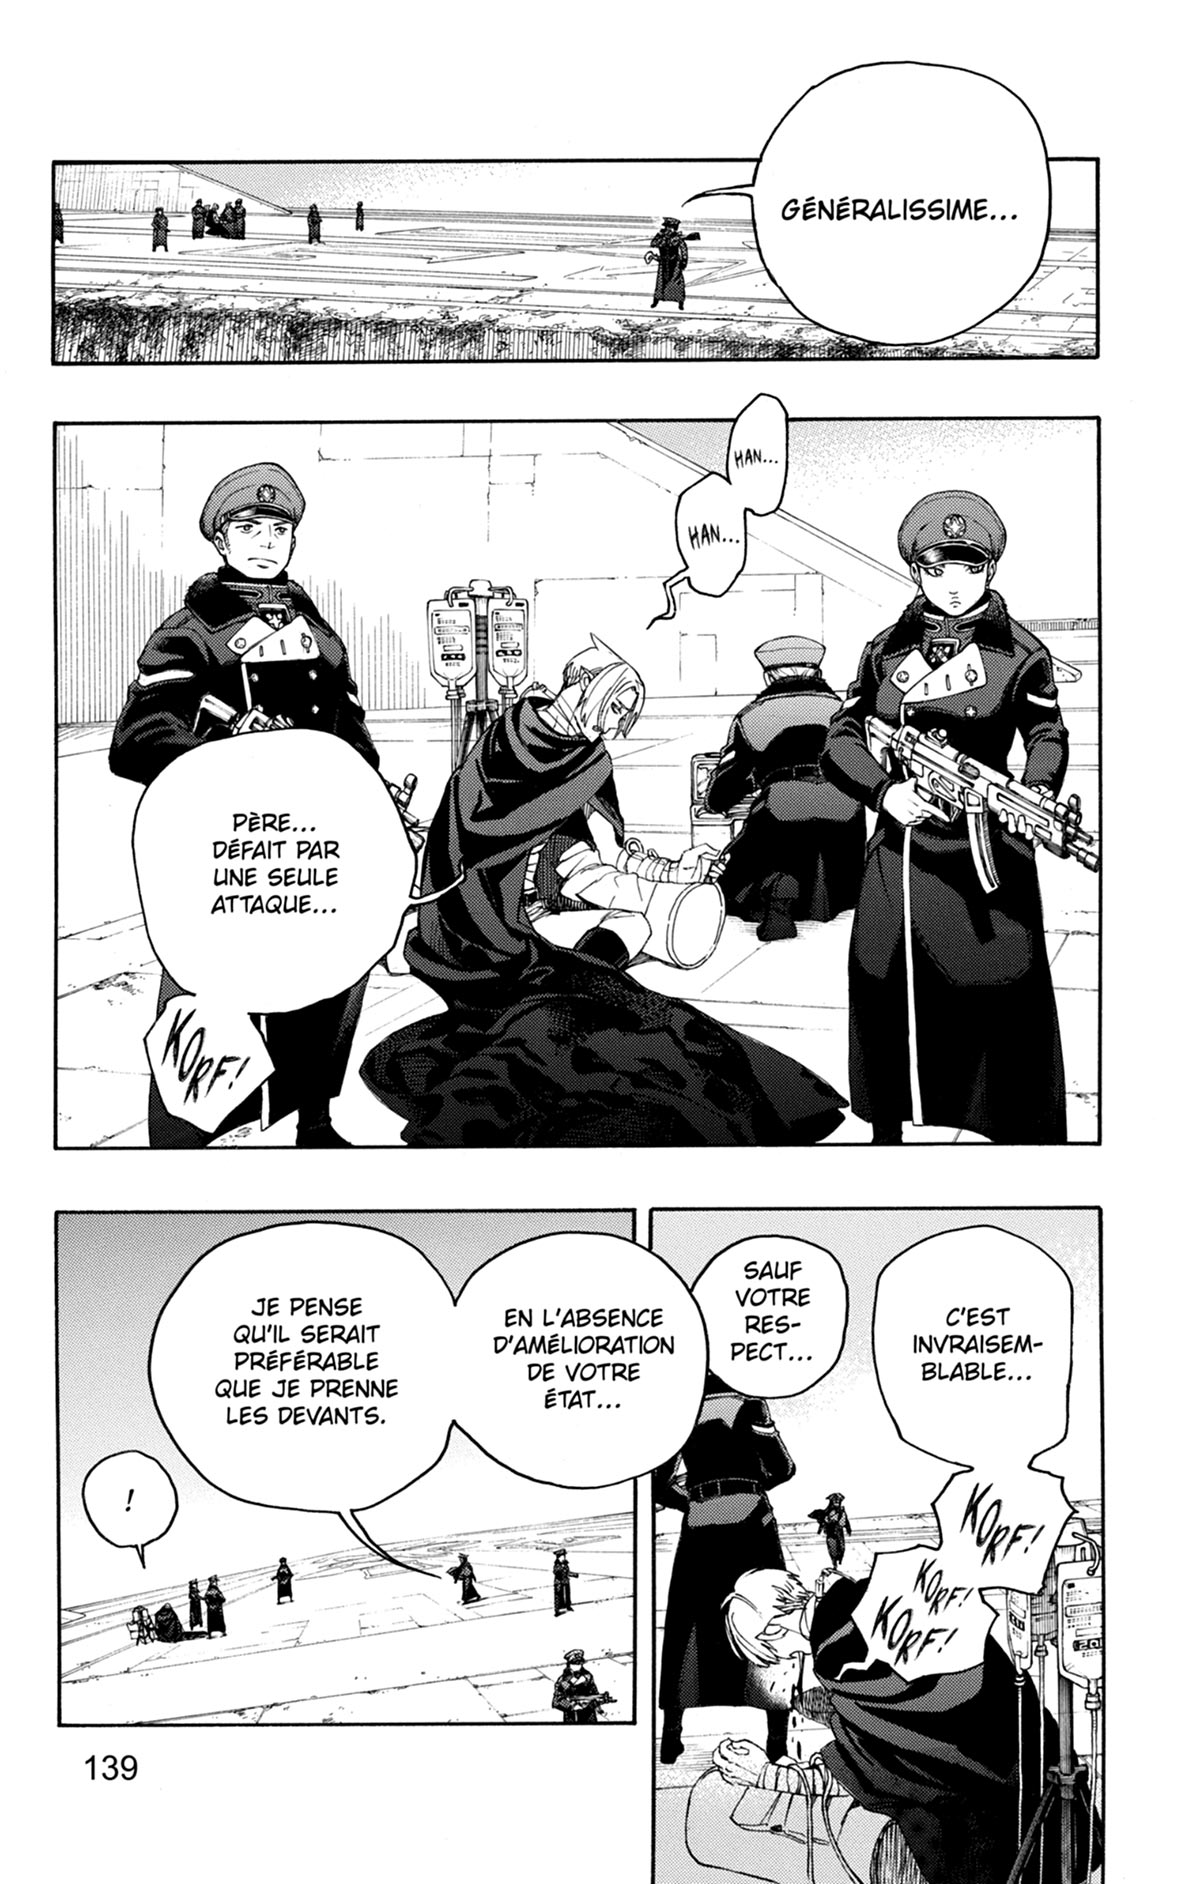 GÉNÉRALISSIME...
HAN...
HAN...
PÈRE...
DÉFAIT PAR
UNE SEULE
ATTAQUE...
KORF!
C'EST
INVRAISEM-
BLABLE...
KORF!
KORF!
KORF!
SAUF
VOTRE
RES-
PECT...
EN L'ABSENCE
D'AMÉLIORATION
DE VOTRE
ÉTAT...
JE PENSE
QU'IL SERAIT
PRÉFÉRABLE
QUE JE PRENNE
LES DEVANTS.
!
139